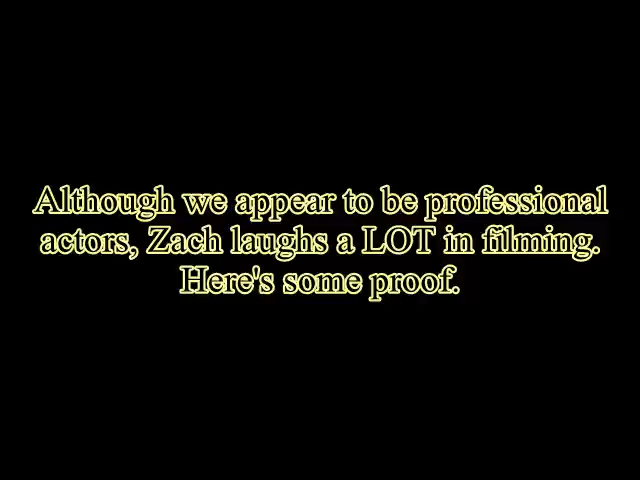 Although we appear to be professional
actors, Zach laughs a LOT in filming.
Here's some proof.